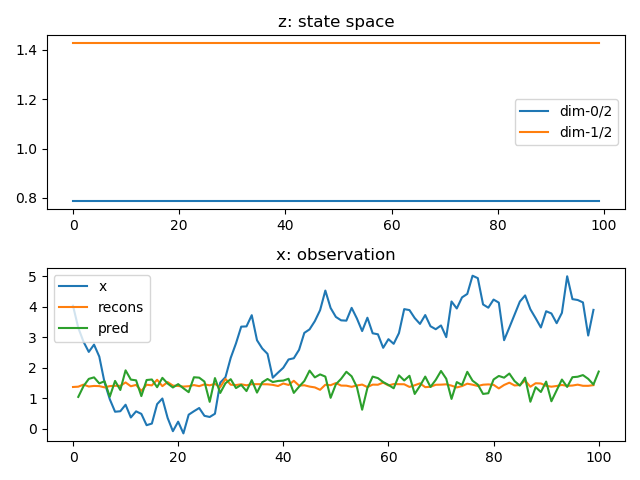 z: state space
1.4
1.2
1.0
0.8
dim-0/2
dim-1/2
0 20 40 60 80 100
x: observation
5
4
3
2
1
0
x
recons
pred
0 20 40 60 80 100